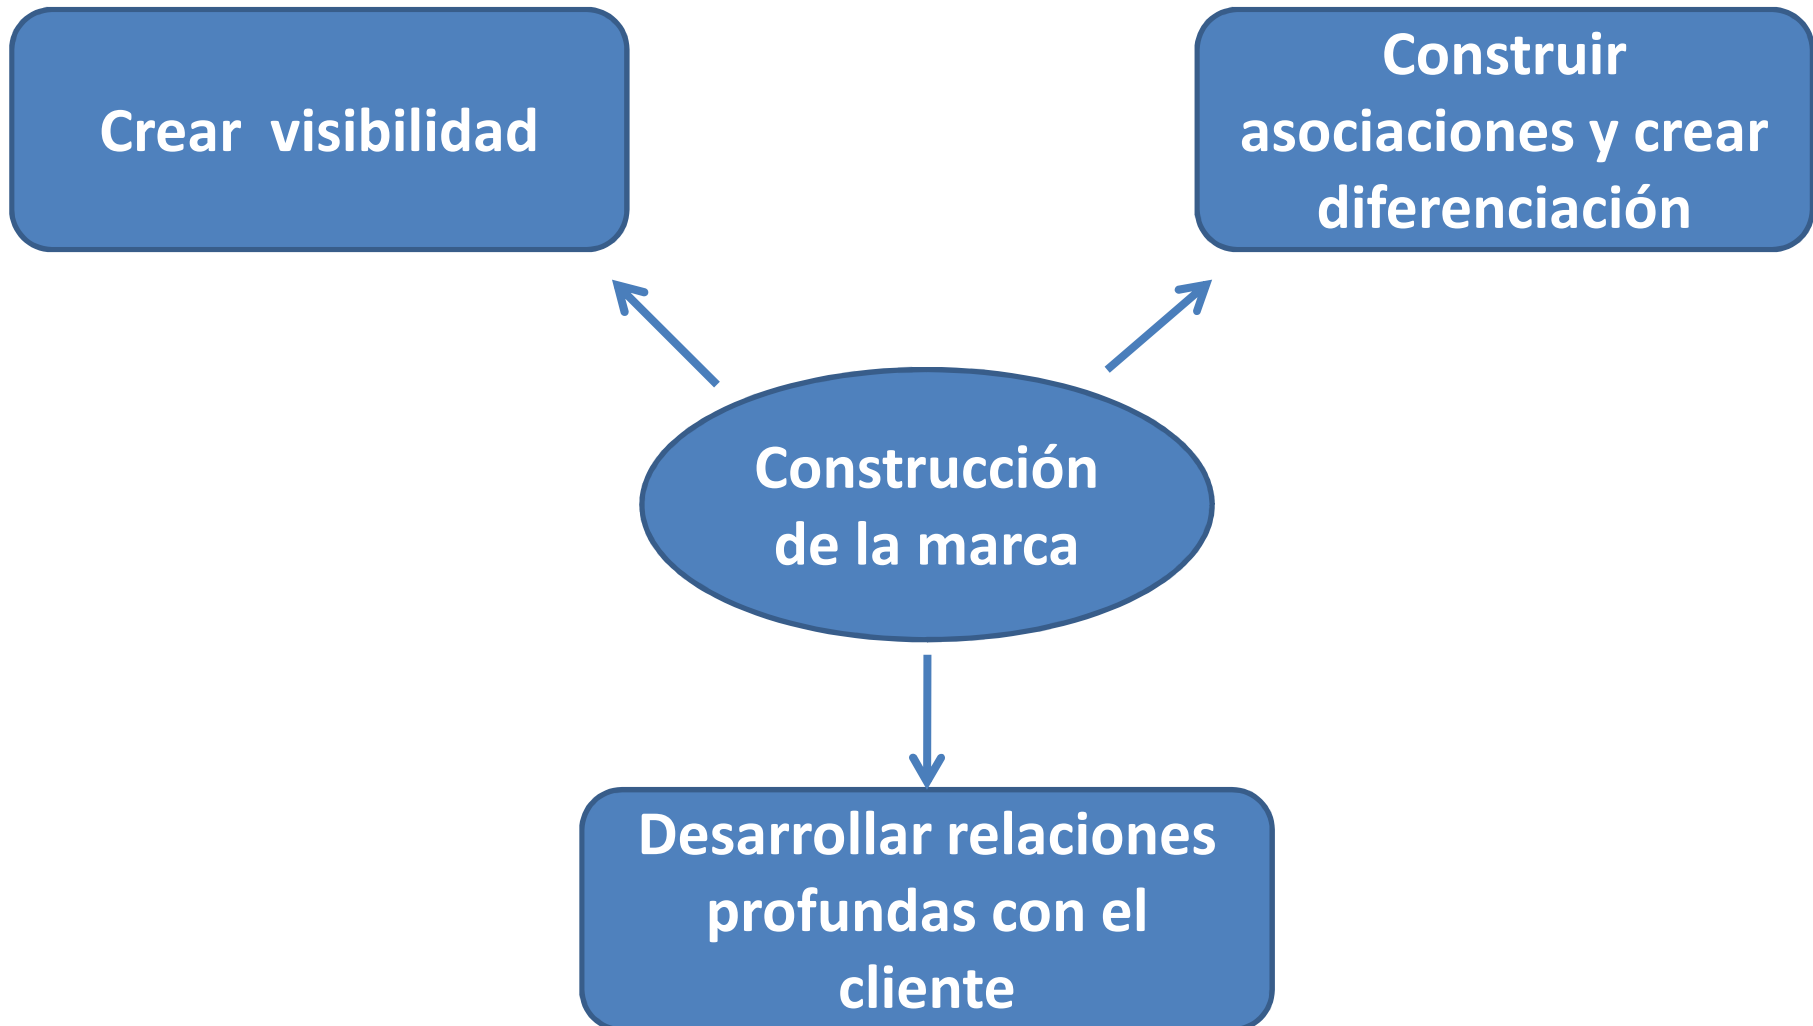 Crear  visibilidad
Construir
asociaciones y crear
diferenciación
Construcción
de la marca
Desarrollar relaciones
profundas con el
cliente